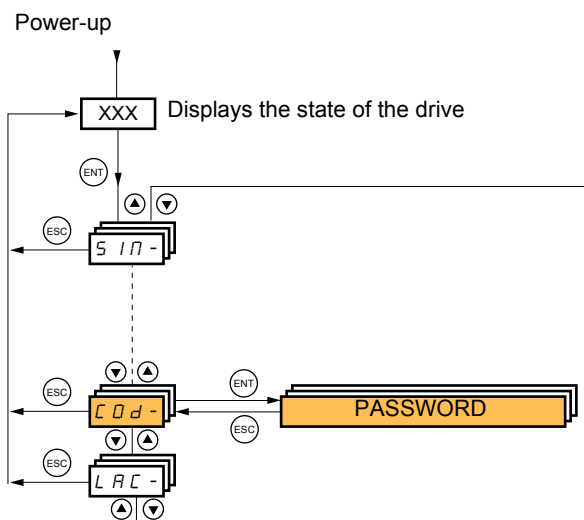 Power-up
XXX Displays the state of the drive
ENT
ESC
SIM-
ESC
ENT
COd-
PASSWORD
ESC
ESC
LAC-